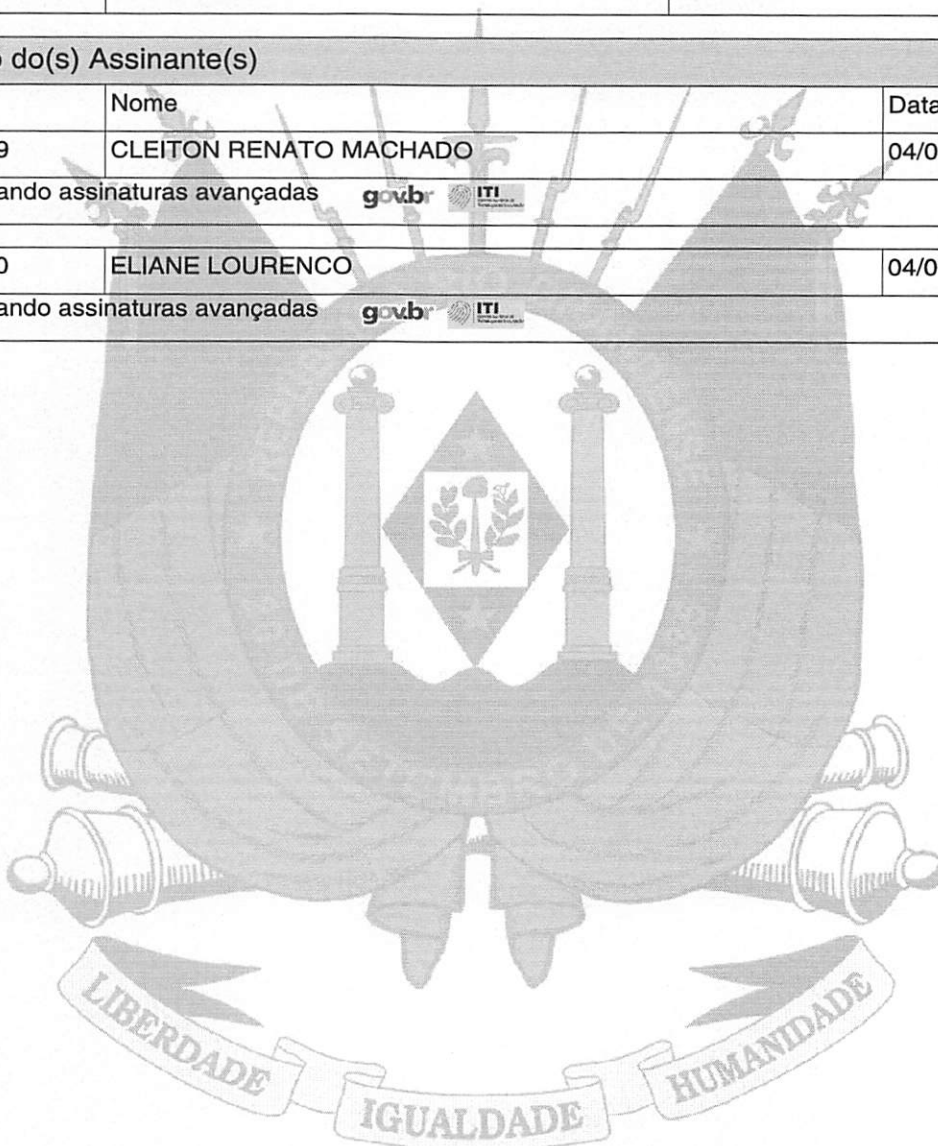 do(s) Assinante(s)
Nome Data
9 CLEITON RENATO MACHADO 04/0
ando assinaturas avançadas gov.br ITI
0 ELIANE LOURENCO 04/0
ando assinaturas avançadas gov.br ITI
LIBERDADE IGUALDADE HUMANIDADE